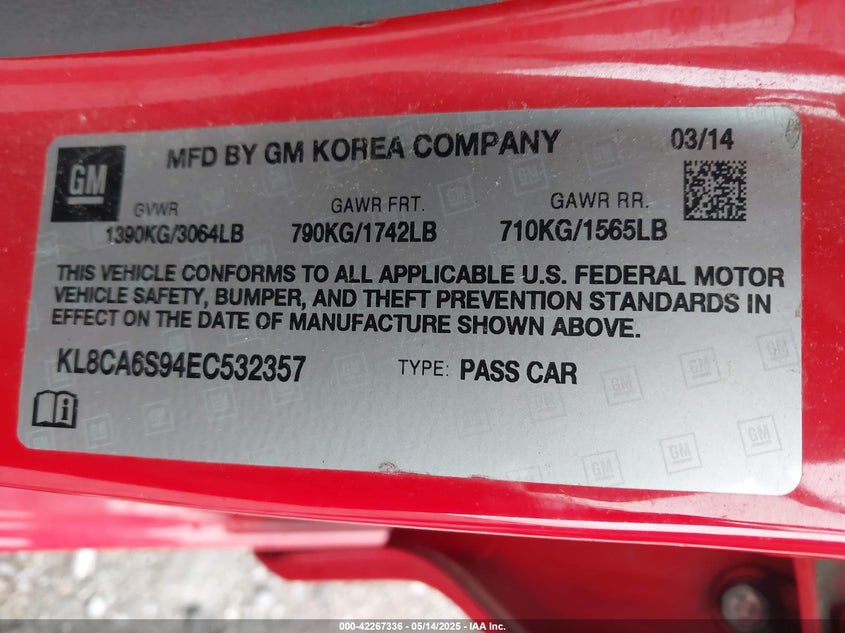 MFD BY GM KOREA COMPANY 03/14
GM
GVWR GAWR FRT. GAWR RR.
1390KG/3064LB 790KG/1742LB 710KG/1565LB
THIS VEHICLE CONFORMS TO ALL APPLICABLE U.S. FEDERAL MOTOR
VEHICLE SAFETY, BUMPER, AND THEFT PREVENTION STANDARDS IN
EFFECT ON THE DATE OF MANUFACTURE SHOWN ABOVE.
KL8CA6S94EC532357 TYPE: PASS CAR
000-42267336 - 05/14/2025 - IAA Inc.